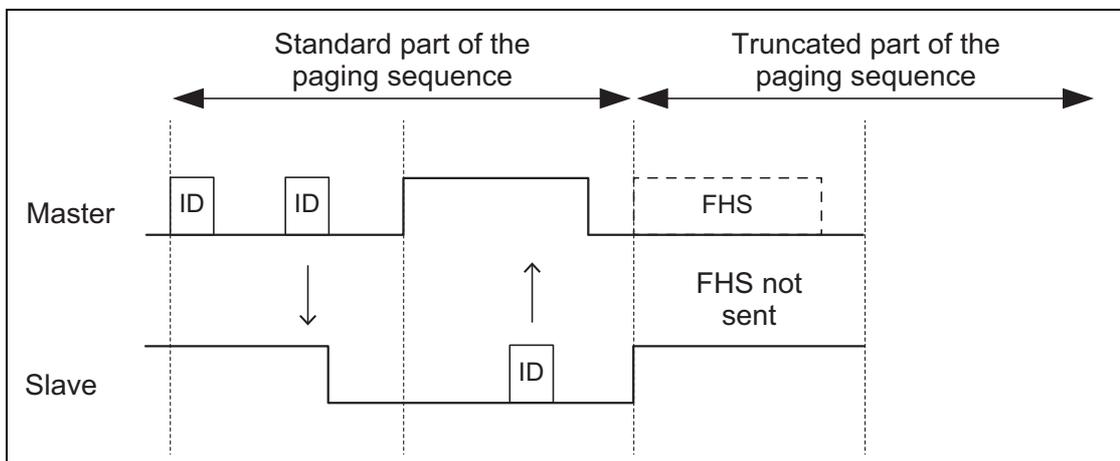 Standard part of the
paging sequence
Truncated part of the
paging sequence
Master
ID
ID
FHS
FHS not
sent
Slave
ID